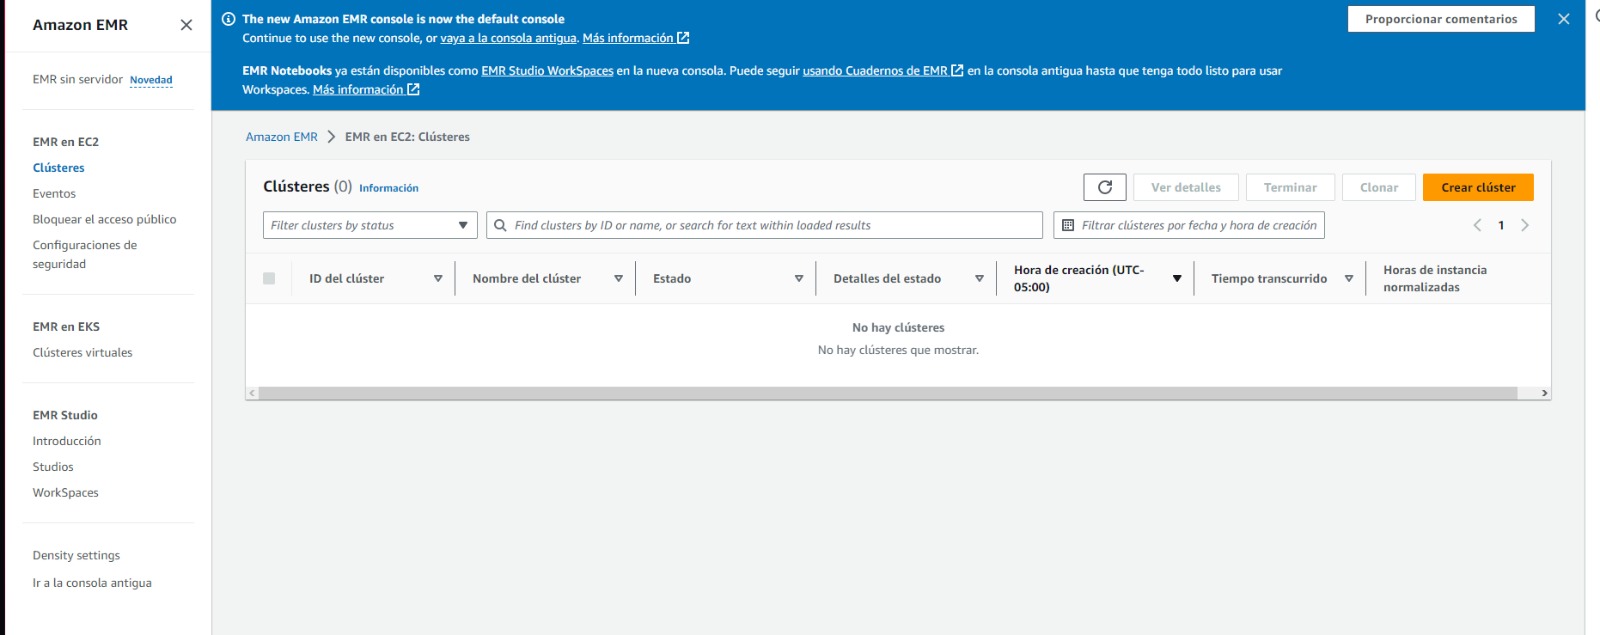 Amazon EMR
EMR sin servidor Novedad
EMR en EC2
Clústeres
Eventos
Bloquear el acceso público
Configuraciones de
seguridad
EMR en EKS
Clústeres virtuales
EMR Studio
Introducción
Studios
WorkSpaces
Density settings
Ir a la consola antigua
The new Amazon EMR console is now the default console
Continue to use the new console, or vaya a la consola antigua. Más información
EMR Notebooks ya están disponibles como EMR Studio WorkSpaces en la nueva consola. Puede seguir usando Cuadernos de EMR en la consola antigua hasta que tenga todo listo para usar
Workspaces. Más información
Proporcionar comentarios
Amazon EMR > EMR en EC2: Clústeres
Clústeres (0) Información
Ver detalles
Terminar
Clonar
Crear clúster
Filter clusters by status
Find clusters by ID or name, or search for text within loaded results
Filtrar clústeres por fecha y hora de creación
1
ID del clúster
Nombre del clúster
Estado
Detalles del estado
Hora de creación (UTC-
05:00)
Tiempo transcurrido
Horas de instancia
normalizadas
No hay clústeres
No hay clústeres que mostrar.